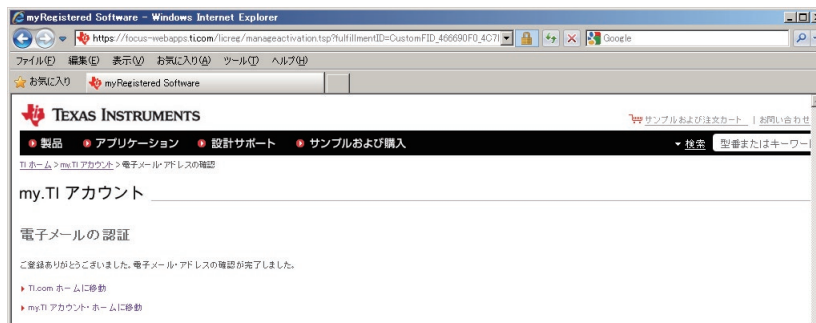 myRegistered Software - Windows Internet Explorer
https://focus-webapps.ti.com/licreg/manageactivation.tsp?fulfillmentID=CustomFID_466690F0_4C7 Google
ファイル(F) 編集(E) 表示(V) お気に入り(A) ツール(T) ヘルプ(H)
お気に入り myRegistered Software
TEXAS INSTRUMENTS
サンプルおよび注文カート | お問い合わせ
製品 アプリケーション 設計サポート サンプルおよび購入 検索 型番またはキーワー
TI ホーム > my.TI アカウント > 電子メール・アドレスの確認
my.TI アカウント
電子メールの認証
ご登録ありがとうございました。電子メール・アドレスの確認が完了しました。
TI.com ホームに移動
my.TI アカウント・ホームに移動